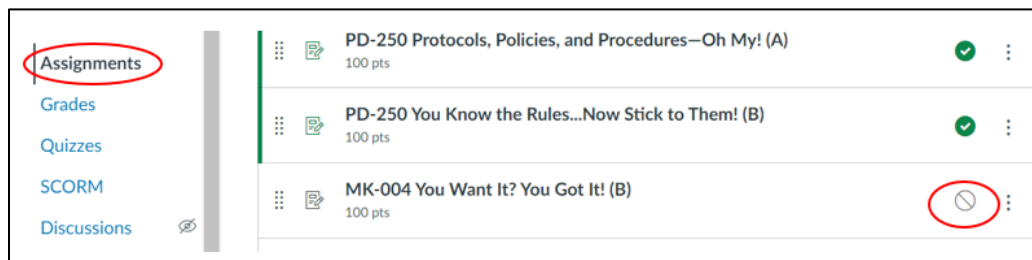 Assignments
Grades
Quizzes
SCORM
Discussions
PD-250 Protocols, Policies, and Procedures—Oh My! (A)
100 pts
PD-250 You Know the Rules...Now Stick to Them! (B)
100 pts
MK-004 You Want It? You Got It! (B)
100 pts